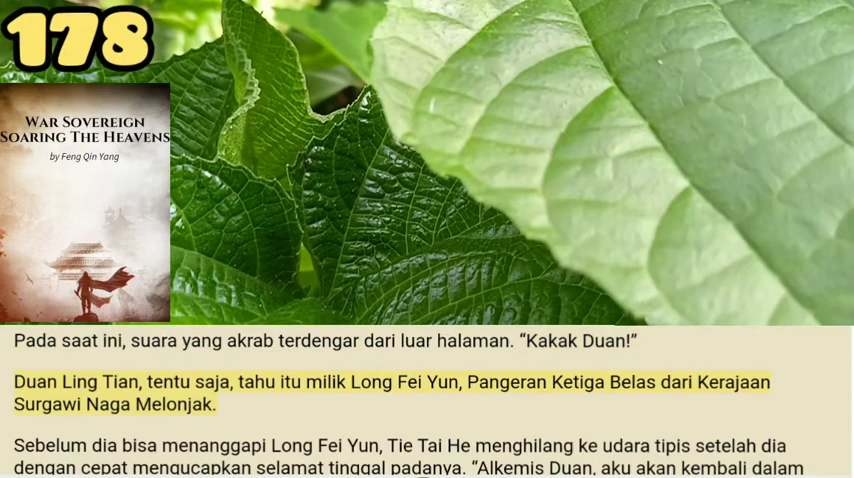 178
WAR SOVEREIGN
SOARING THE HEAVENS
by Feng Qin Yang
Pada saat ini, suara yang akrab terdengar dari luar halaman. “Kakak Duan!”
Duan Ling Tian, tentu saja, tahu itu milik Long Fei Yun, Pangeran Ketiga Belas dari Kerajaan
Surgawi Naga Melonjak.
Sebelum dia bisa menanggapi Long Fei Yun, Tie Tai He menghilang ke udara tipis setelah dia
dengan cepat mengucapkan selamat tinggal padanya. “Alkemis Duan, aku akan kembali dalam